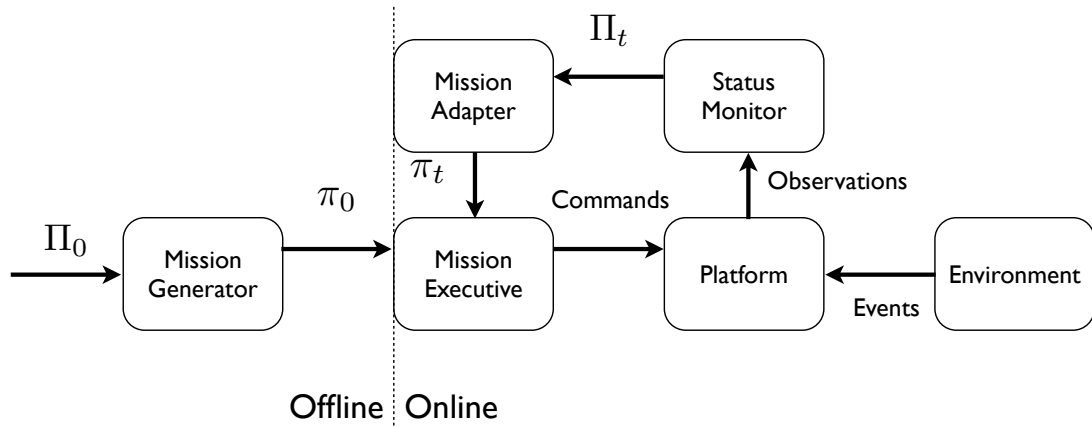 Π_t
Mission
Adapter
Status
Monitor
π_t
Observations
π_0
Commands
Π_0
Mission
Generator
Mission
Executive
Platform
Environment
Events
Offline
Online